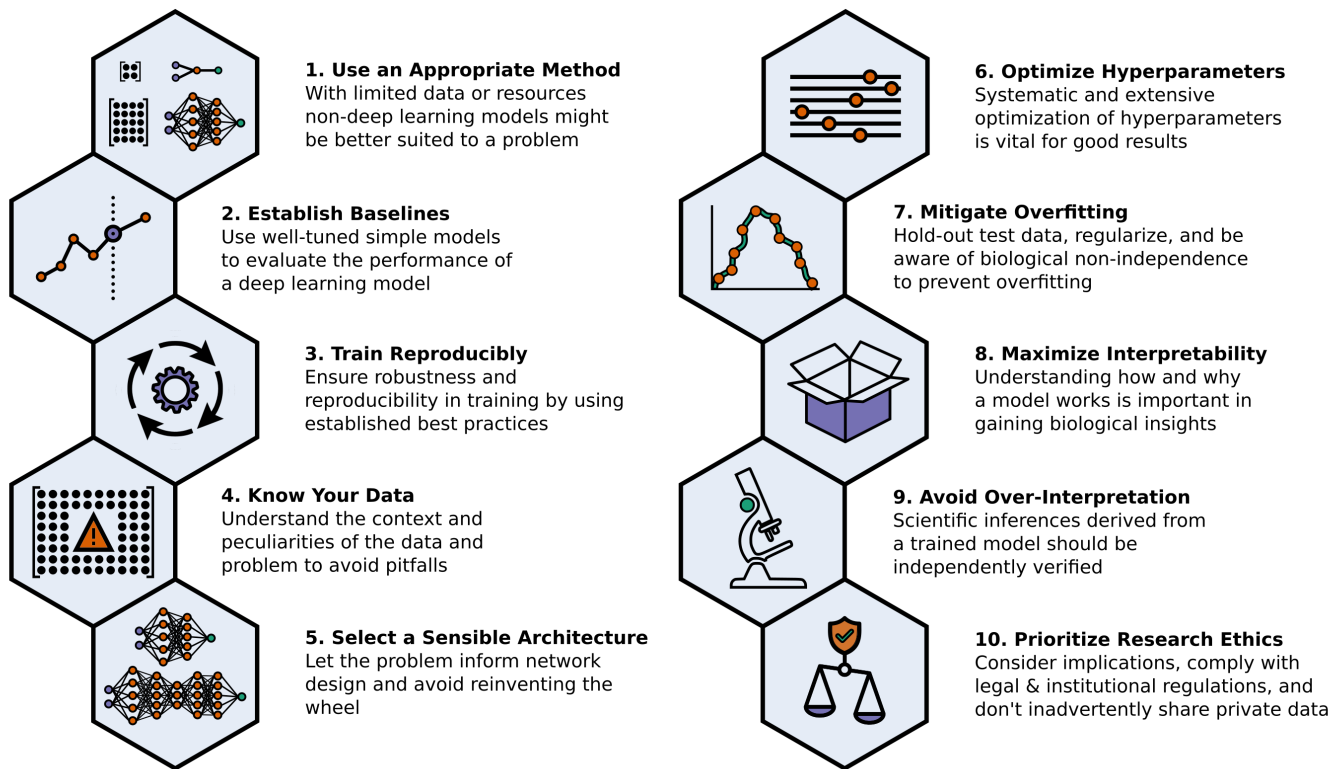 1. Use an Appropriate Method
With limited data or resources
non-deep learning models might
be better suited to a problem
2. Establish Baselines
Use well-tuned simple models
to evaluate the performance of
a deep learning model
3. Train Reproducibly
Ensure robustness and
reproducibility in training by using
established best practices
4. Know Your Data
Understand the context and
peculiarities of the data and
problem to avoid pitfalls
!
5. Select a Sensible Architecture
Let the problem inform network
design and avoid reinventing the
wheel
6. Optimize Hyperparameters
Systematic and extensive
optimization of hyperparameters
is vital for good results
7. Mitigate Overfitting
Hold-out test data, regularize, and be
aware of biological non-independence
to prevent overfitting
8. Maximize Interpretability
Understanding how and why
a model works is important in
gaining biological insights
9. Avoid Over-Interpretation
Scientific inferences derived from
a trained model should be
independently verified
10. Prioritize Research Ethics
Consider implications, comply with
legal & institutional regulations, and
don't inadvertently share private data